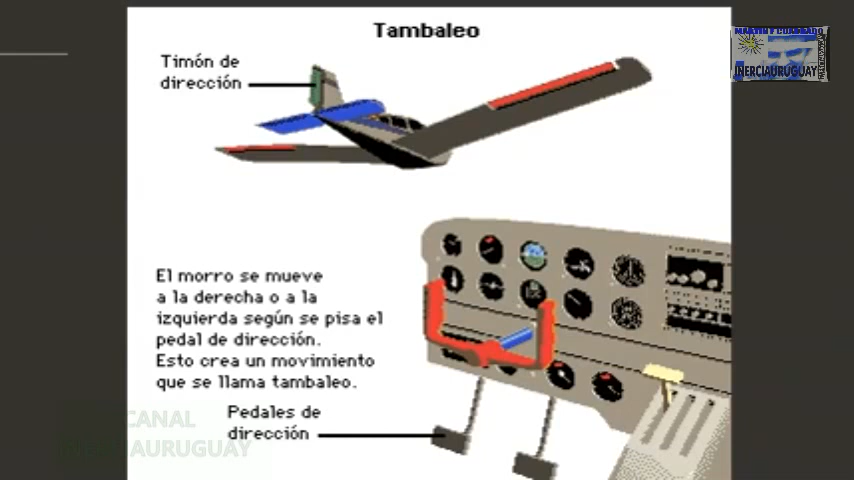 Tambaleo
Timón de
dirección
INERCIAURUGUAY
El morro se mueve
a la derecha o a la
izquierda según se pisa el
pedal de dirección.
Esto crea un movimiento
que se llama tambaleo.
Pedales de
dirección
CANAL
INERCIAURUGUAY